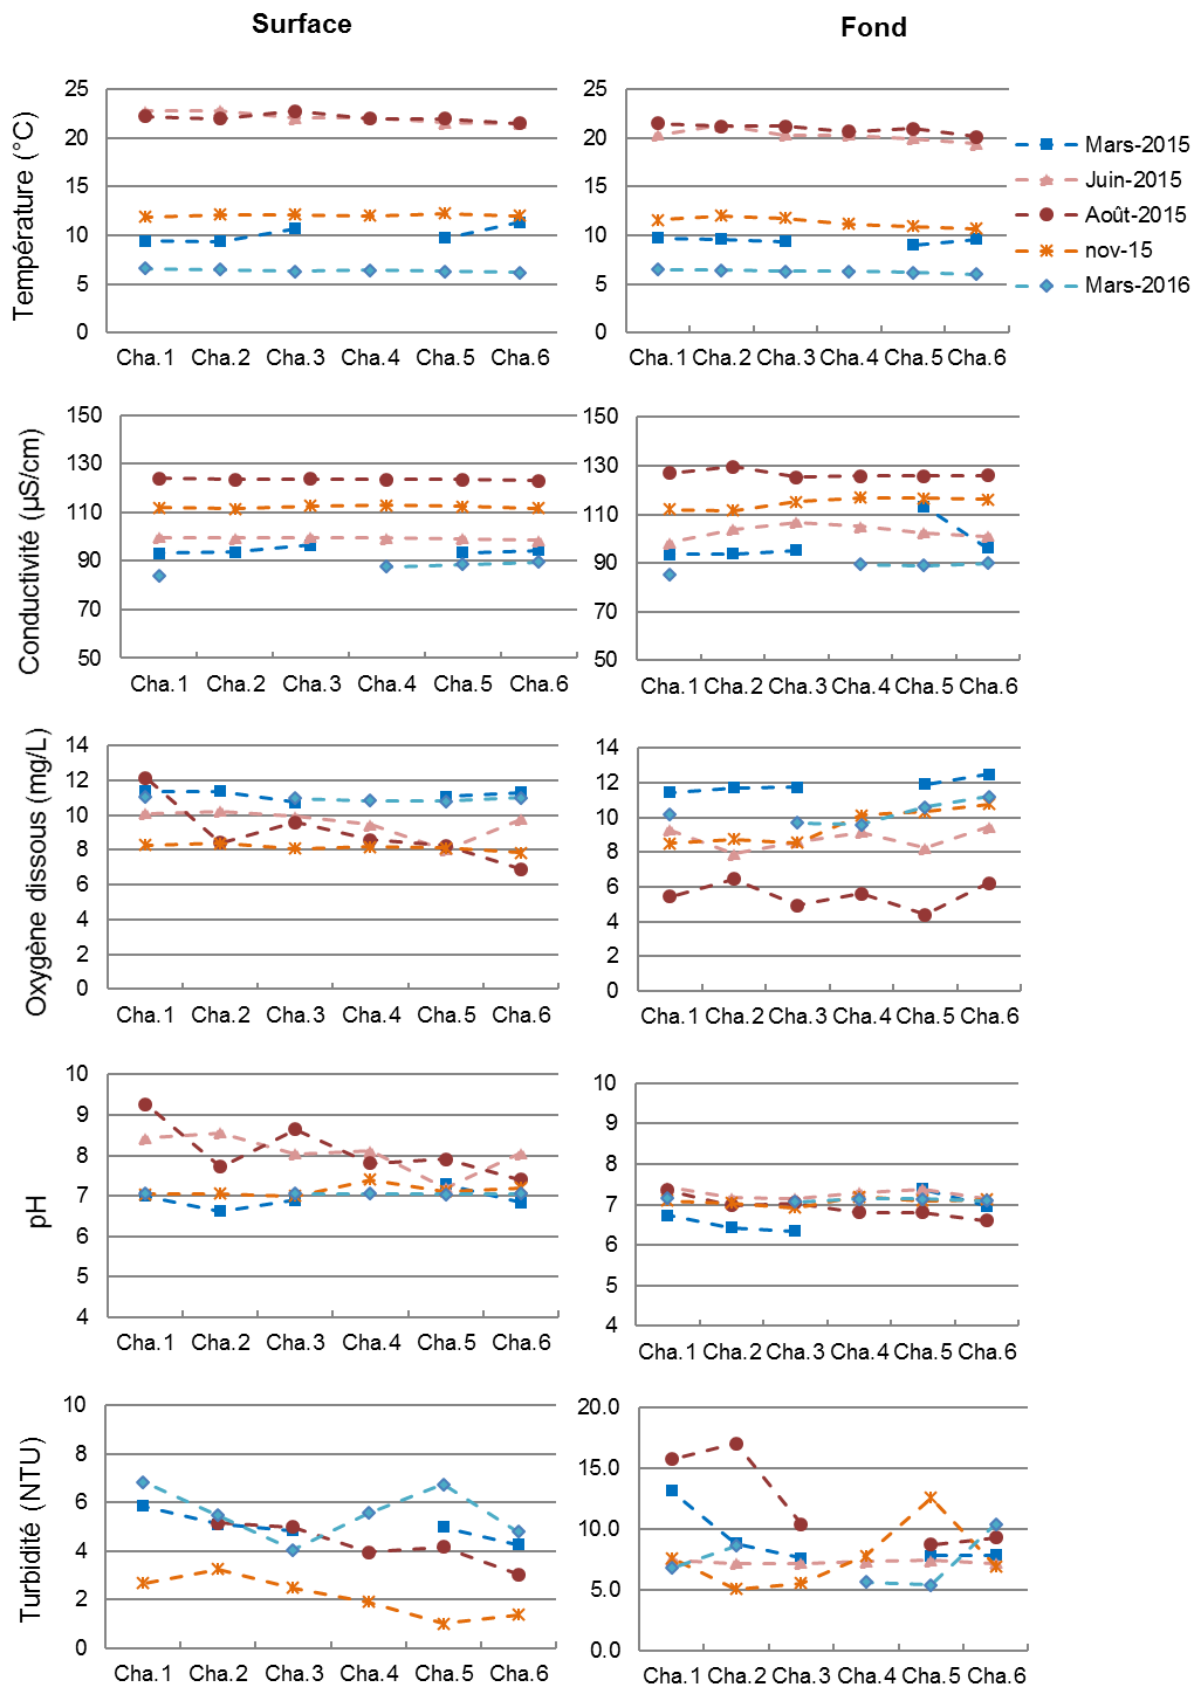 Surface
Fond
Température (°C)
25
20
15
10
5
0
Cha.1 Cha.2 Cha.3 Cha.4 Cha.5 Cha.6
25
20
15
10
5
0
Cha.1 Cha.2 Cha.3 Cha.4 Cha.5 Cha.6
Mars-2015
Juin-2015
Août-2015
nov-15
Mars-2016
Conductivité (µS/cm)
150
130
110
90
70
50
Cha.1 Cha.2 Cha.3 Cha.4 Cha.5 Cha.6
150
130
110
90
70
50
Cha.1 Cha.2 Cha.3 Cha.4 Cha.5 Cha.6
Oxygène dissous (mg/L)
14
12
10
8
6
4
2
0
Cha.1 Cha.2 Cha.3 Cha.4 Cha.5 Cha.6
14
12
10
8
6
4
2
0
Cha.1 Cha.2 Cha.3 Cha.4 Cha.5 Cha.6
pH
10
9
8
7
6
5
4
Cha.1 Cha.2 Cha.3 Cha.4 Cha.5 Cha.6
10
9
8
7
6
5
4
Cha.1 Cha.2 Cha.3 Cha.4 Cha.5 Cha.6
Turbidité (NTU)
10
8
6
4
2
0
Cha.1 Cha.2 Cha.3 Cha.4 Cha.5 Cha.6
20.0
15.0
10.0
5.0
0.0
Cha.1 Cha.2 Cha.3 Cha.4 Cha.5 Cha.6